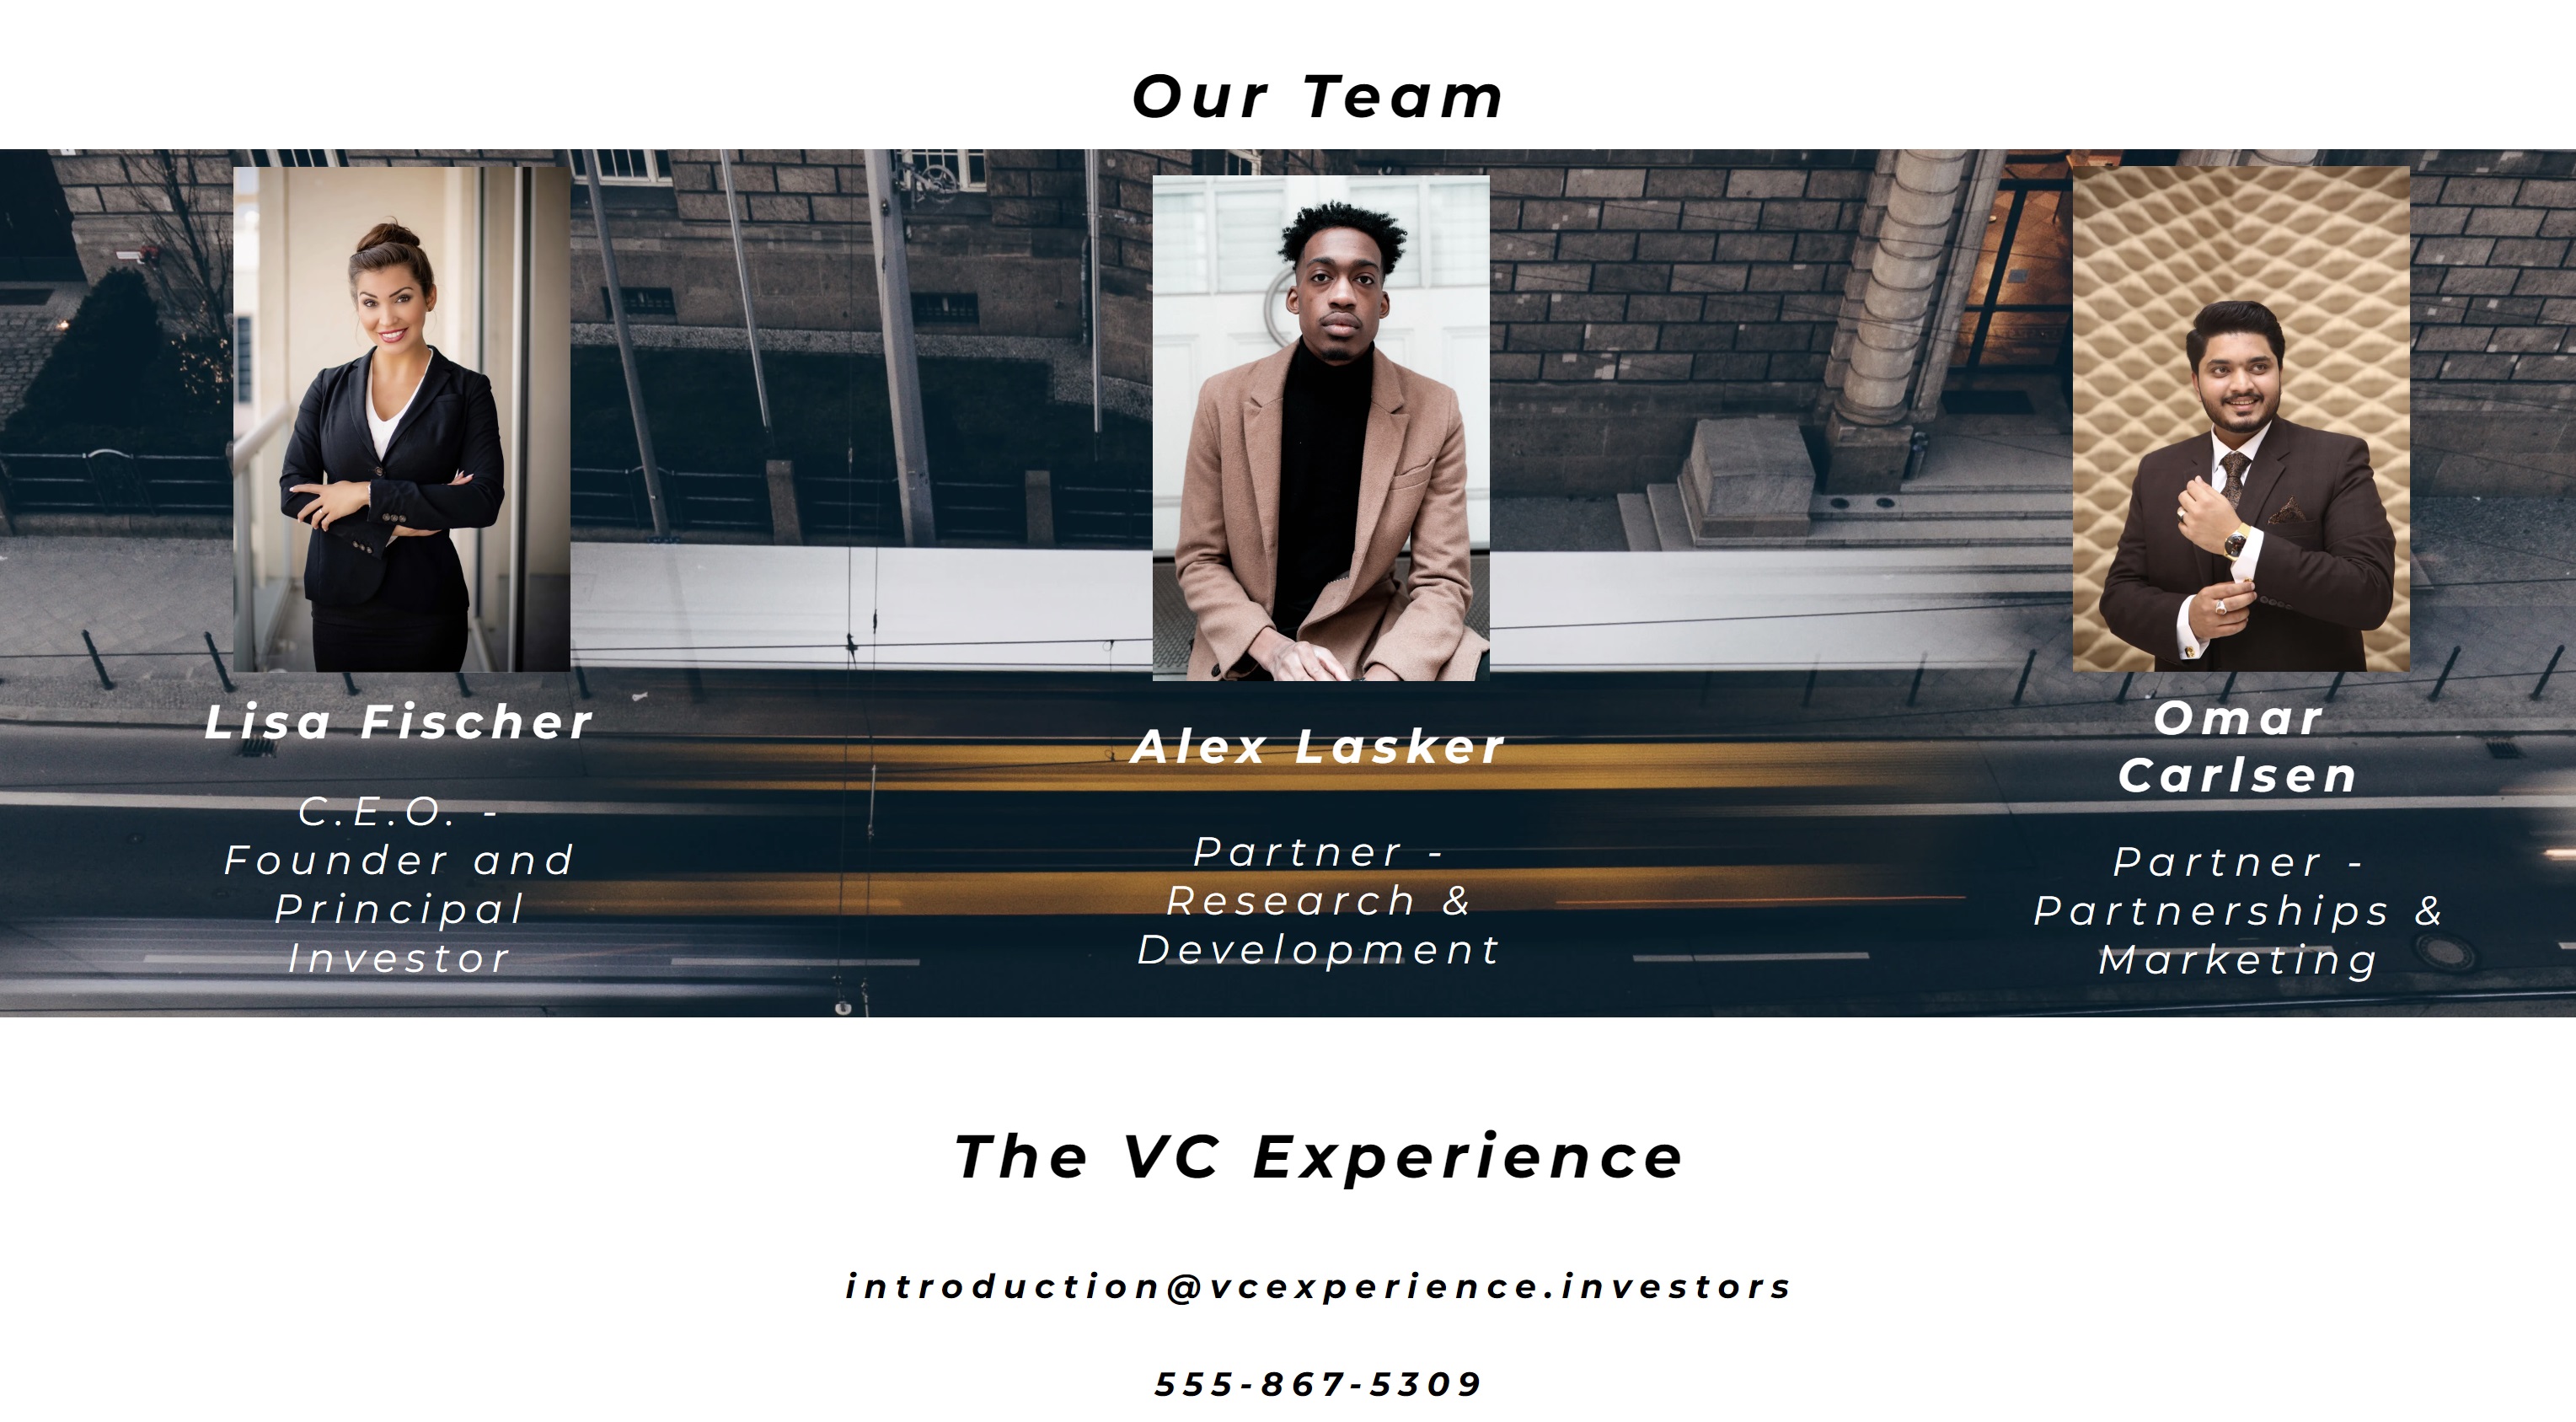 Our Team
Lisa Fischer
C.E.O. -
Founder and
Principal
Investor
Alex Lasker
Partner -
Research &
Development
Omar
Carlsen
Partner -
Partnerships &
Marketing
The VC Experience
introduction@vcexperience.investors
555-867-5309